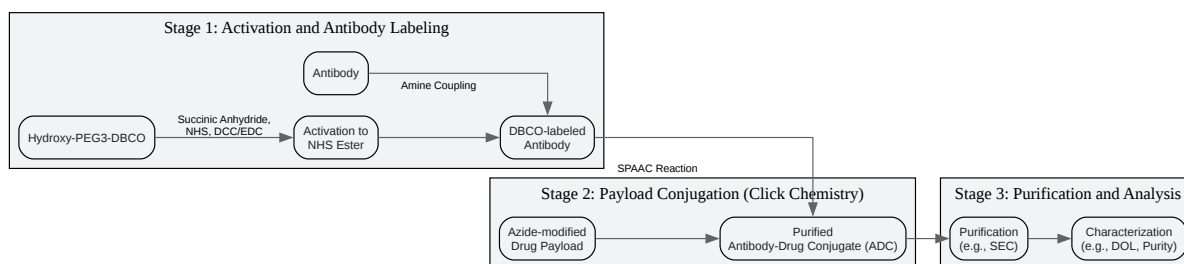 Stage 1: Activation and Antibody Labeling
Antibody
Amine Coupling
Hydroxy-PEG3-DBCO
Succinic Anhydride,
NHS, DCC/EDC
Activation to
NHS Ester
DBCO-labeled
Antibody
SPAAC Reaction
Stage 2: Payload Conjugation (Click Chemistry)
Azide-modified
Drug Payload
Purified
Antibody-Drug Conjugate (ADC)
Stage 3: Purification and Analysis
Purification
(e.g., SEC)
Characterization
(e.g., DOL, Purity)